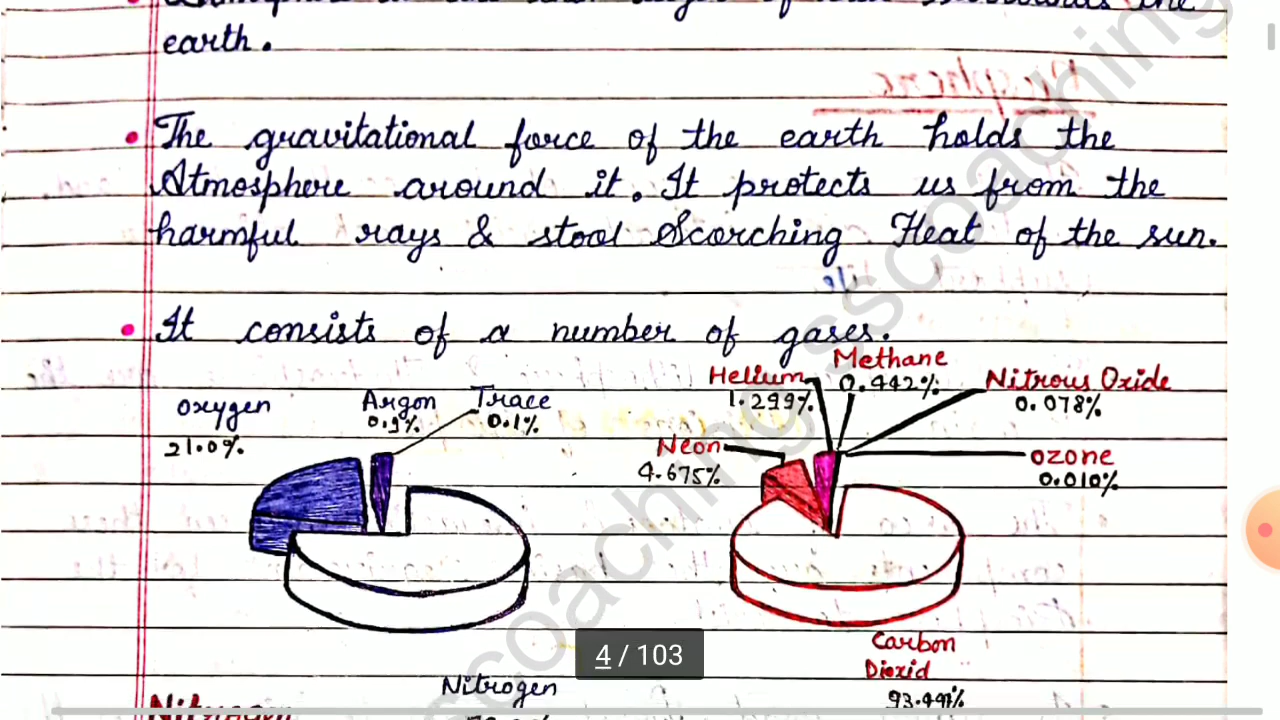 earth.
The gravitational force of the earth holds the
Atmosphere around it. It protects us from the
harmful rays & Scorching Heat of the sun.
It consists of a number of gases.
Oxygen
21.0%
Argon
0.9%
Trace
0.1%
Helium
1.299%
Methane
0.442%
Nitrous Oxide
0.078%
Neon
4.675%
Ozone
0.010%
Carbon
Dioxid
Nitrogen
4 / 103
Nitrogen